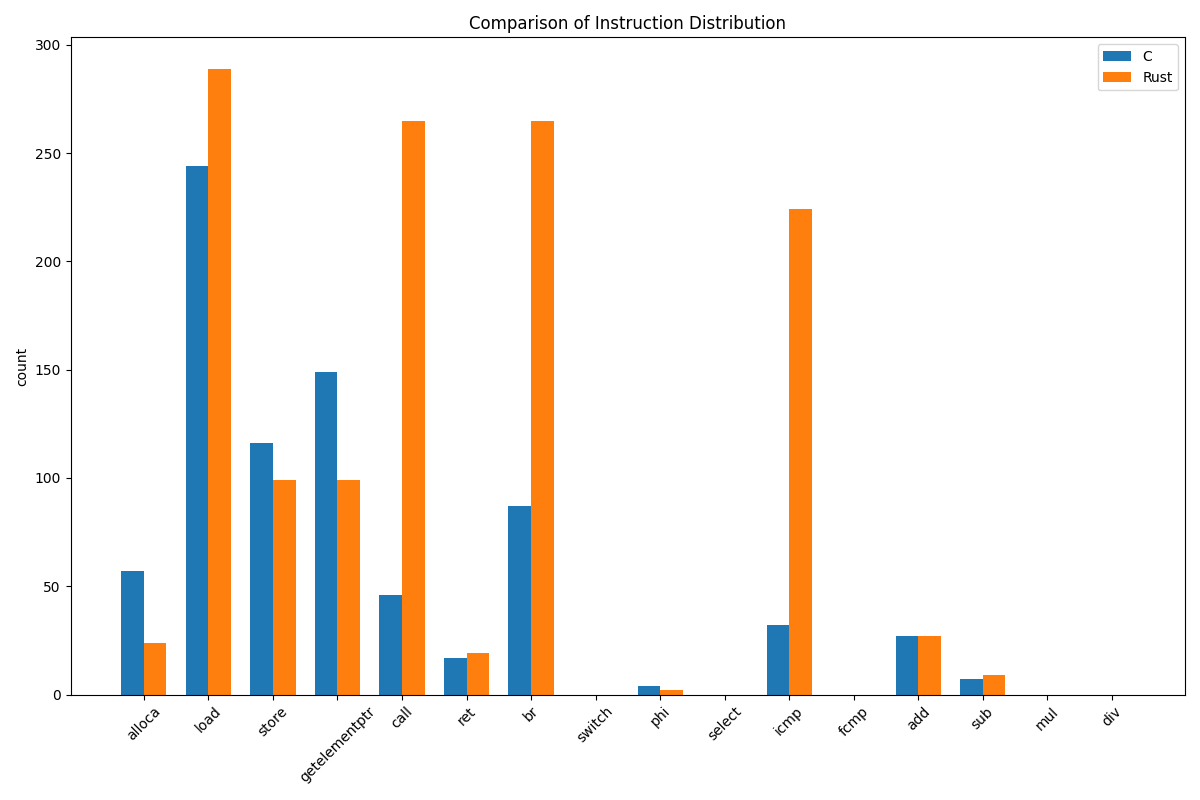 Comparison of Instruction Distribution
C
Rust
count
300
250
200
150
100
50
0
alloca
load
store
getelementptr
call
ret
br
switch
phi
select
icmp
fcmp
add
sub
mul
div